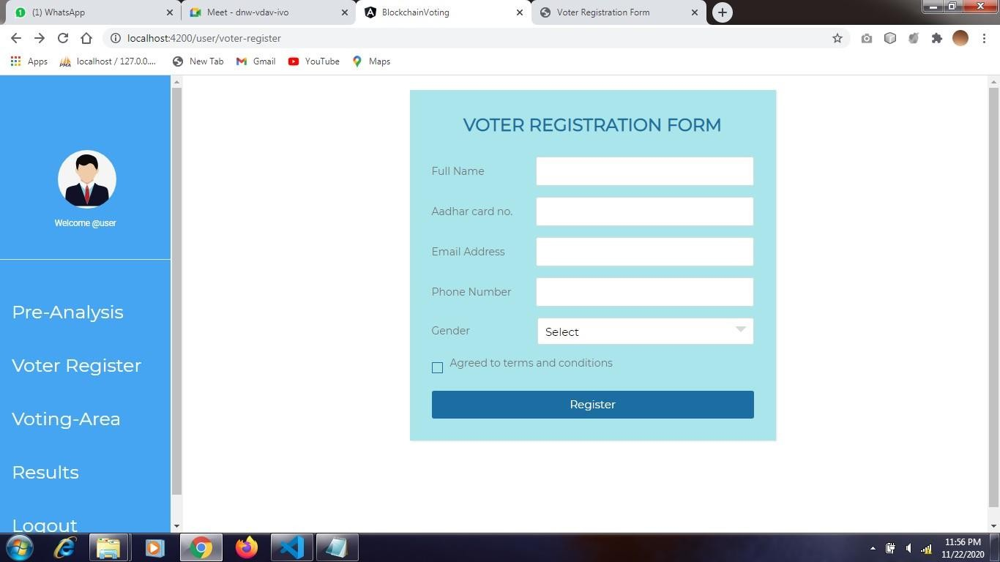 (1) WhatsApp
Meet - dnw-vdav-ivo
BlockchainVoting
Voter Registration Form
localhost:4200/user/voter-register
Apps
PMA
localhost / 127.0.0....
New Tab
Gmail
YouTube
Maps
Welcome @user
Pre-Analysis
Voter Register
Voting-Area
Results
Logout
VOTER REGISTRATION FORM
Full Name
Aadhar card no.
Email Address
Phone Number
Gender
Select
Agreed to terms and conditions
Register
11:56 PM
11/22/2020